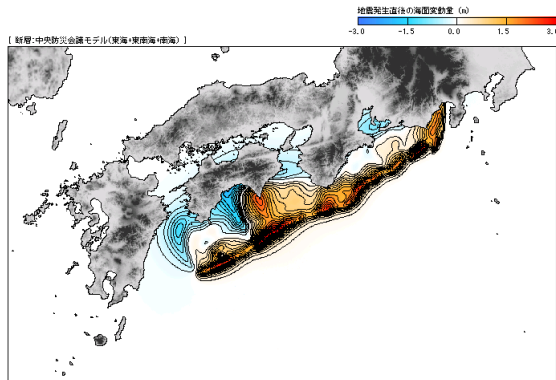 地震発生直後の海面変動量 (m)
-3.0 -1.5 0.0 1.5 3.0
[ 断層:中央防災会議モデル(東海+東南海+南海) ]